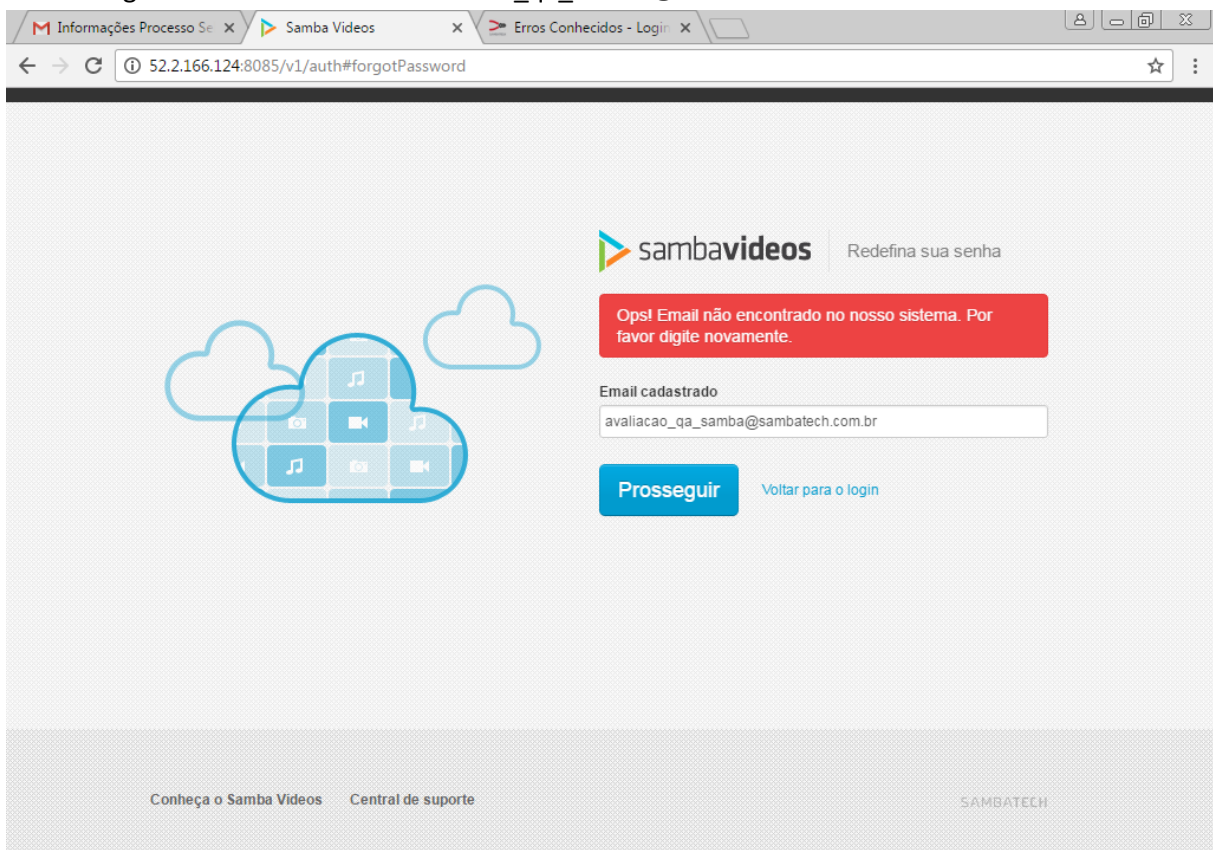 Informações Processo Se
Samba Videos
Erros Conhecidos - Login
52.2.166.124:8085/v1/auth#forgotPassword
sambavideos
Redefina sua senha
Ops! Email não encontrado no nosso sistema. Por
favor digite novamente.
Email cadastrado
avaliacao_qa_samba@sambatech.com.br
Prosseguir
Voltar para o login
Conheça o Samba Videos
Central de suporte
SAMBATECH